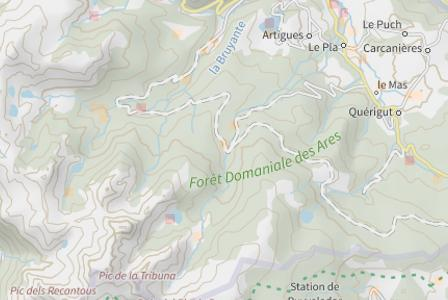 Le Puch
la Bruyante
Artigues
Le Pla
Carcanières
le Mas
Quérigut
Forêt Domaniale des Ares
Pic de la Tribuna
Pic dels Recantous
Station de